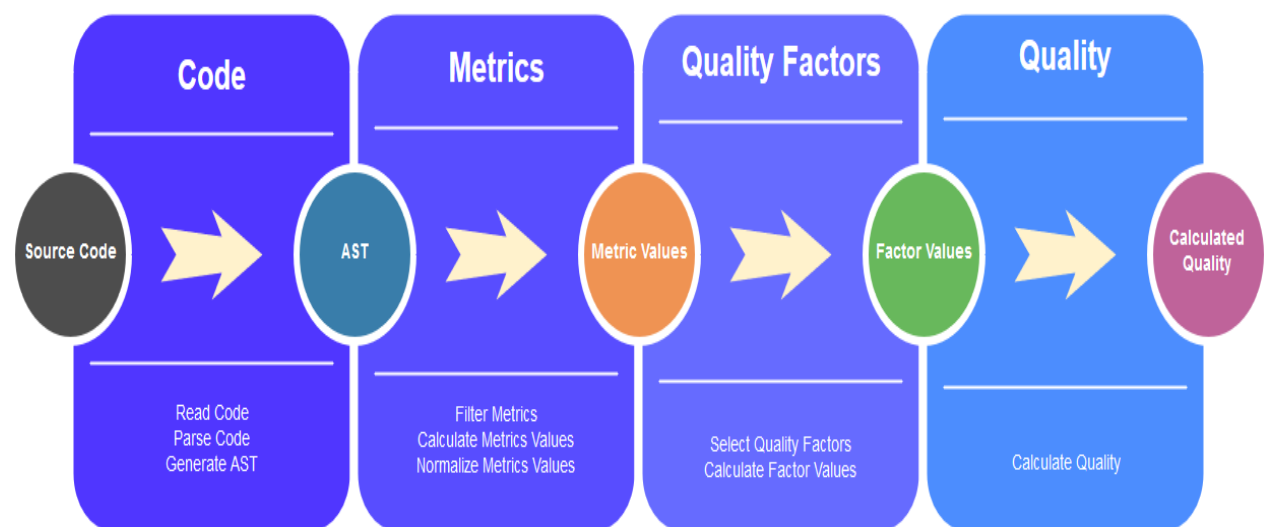 Code
Metrics
Quality Factors
Quality
Source Code
AST
Metric Values
Factor Values
Calculated
Quality
Read Code
Parse Code
Generate AST
Filter Metrics
Calculate Metrics Values
Normalize Metrics Values
Select Quality Factors
Calculate Factor Values
Calculate Quality